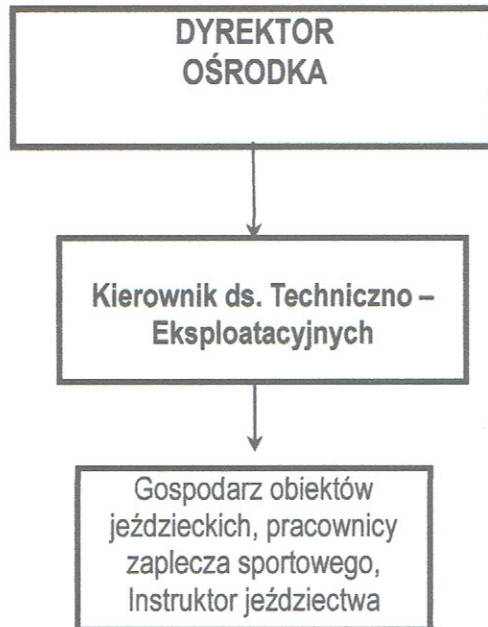 DYREKTOR
OŚRODKA
Kierownik ds. Techniczno –
Eksploatacyjnych
Gospodarz obiektów
jeździeckich, pracownicy
zaplecza sportowego,
Instruktor jeździectwa